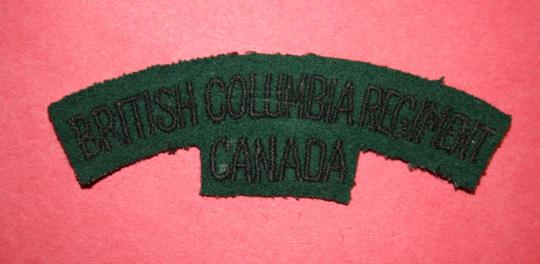 BRITISH COLUMBIA REGIMENT
CANADA